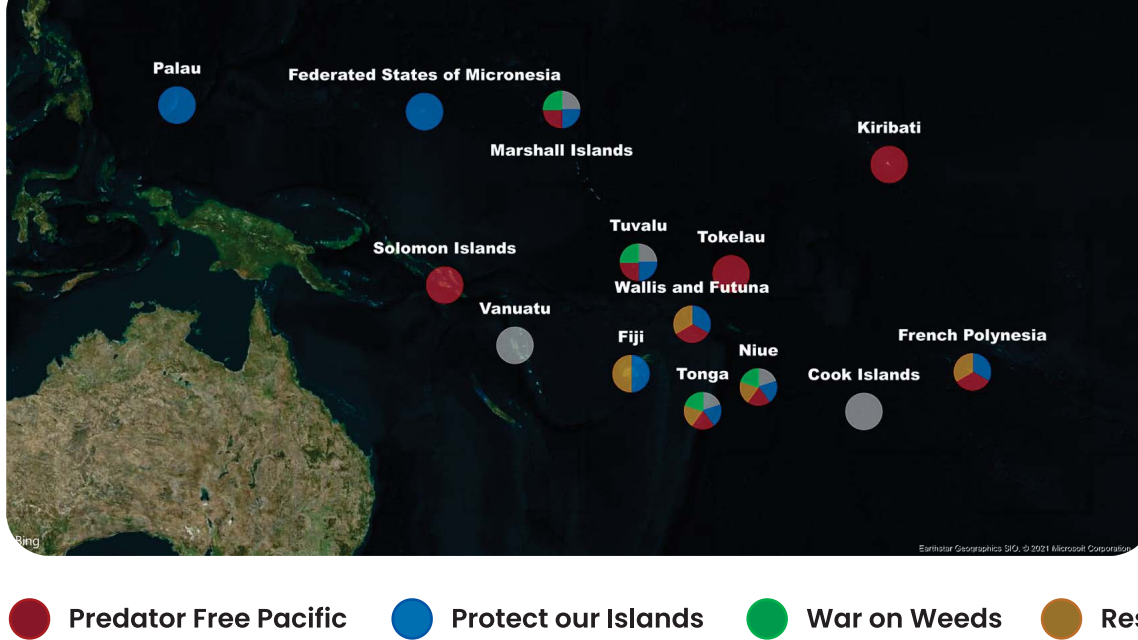 Palau
Federated States of Micronesia
Kiribati
Marshall Islands
Tuvalu
Tokelau
Solomon Islands
Wallis and Futuna
Vanuatu
Fiji
French Polynesia
Niue
Tonga
Cook Islands
Bing
Earthstar Geographics SIO, © 2021 Microsoft Corporation
Predator Free Pacific
Protect our Islands
War on Weeds
Res